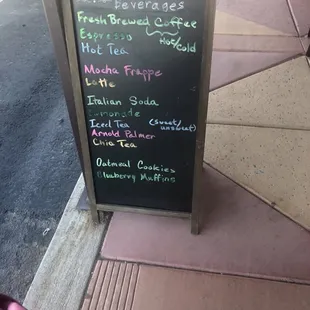 beverages
Fresh Brewed Coffee
Espresso Hot/Cold
Hot Tea
Mocha Frappe
Latte
Italian Soda
Lemonade
Iced Tea (sweet/
Arnold Palmer unsweet)
Chia Tea
Oatmeal Cookies
Blueberry Muffins